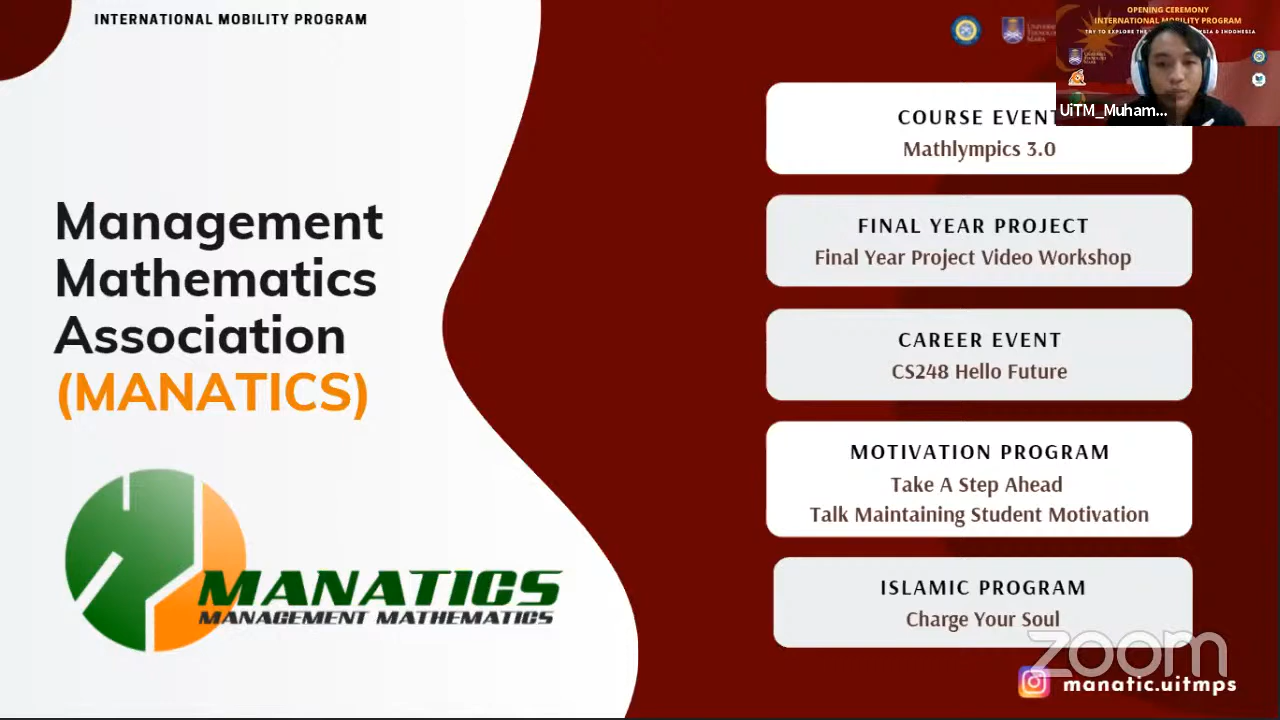 INTERNATIONAL MOBILITY PROGRAM
Management
Mathematics
Association
(MANATICS)
MANATICS
MANAGEMENT MATHEMATICS
OPENING CEREMONY
INTERNATIONAL MOBILITY PROGRAM
UiTM_Muham...
COURSE EVENT
Mathlympics 3.0
FINAL YEAR PROJECT
Final Year Project Video Workshop
CAREER EVENT
CS248 Hello Future
MOTIVATION PROGRAM
Take A Step Ahead
Talk Maintaining Student Motivation
ISLAMIC PROGRAM
Charge Your Soul
zoom
manatic.uitmps